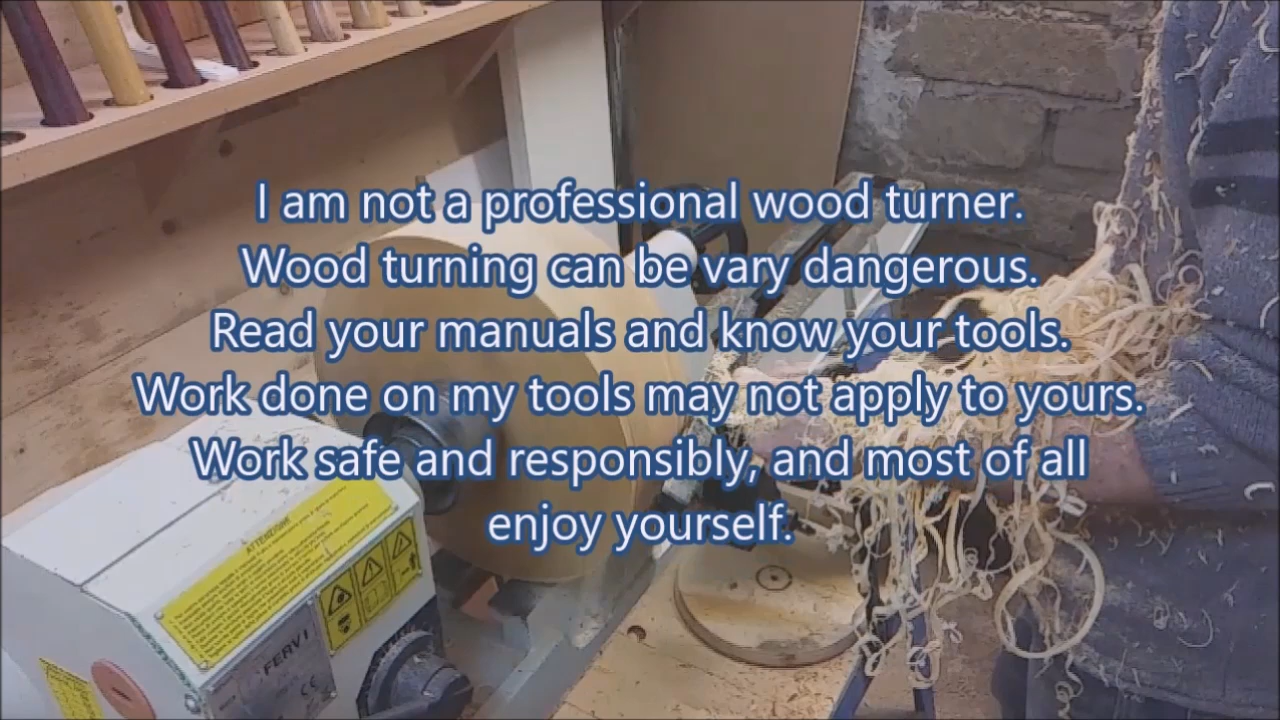 I am not a professional wood turner.
Wood turning can be vary dangerous.
Read your manuals and know your tools.
Work done on my tools may not apply to yours.
Work safe and responsibly, and most of all
enjoy yourself.
ATTENZIONE
FERVI
CE